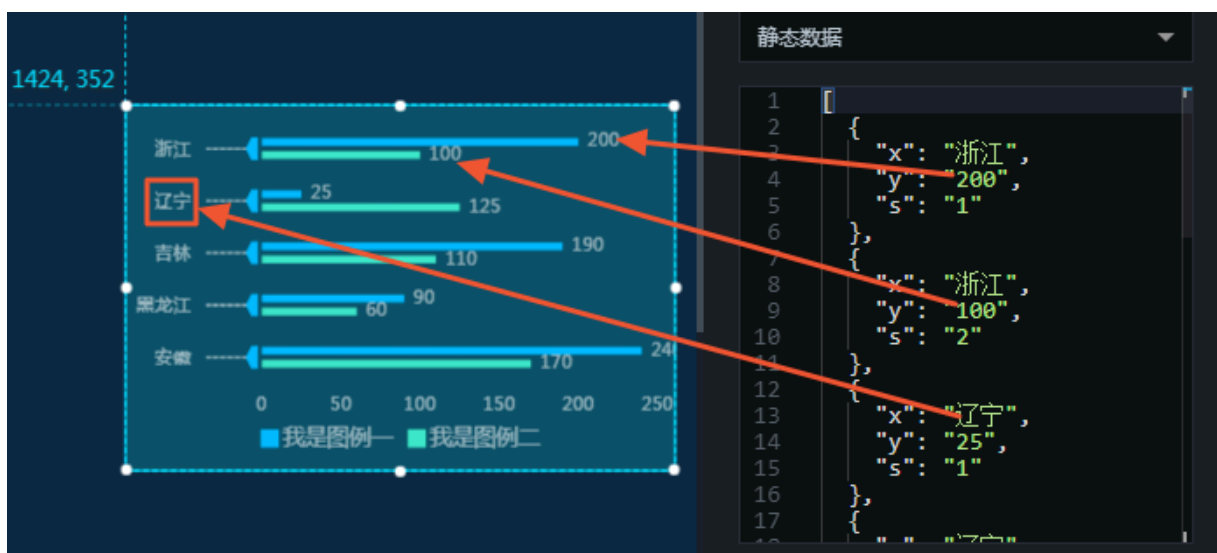 1424, 352
浙江
200
100
辽宁
25
125
吉林
190
110
黑龙江
90
60
安徽
170
0 50 100 150 200 250
我是图例一 我是图例二
静态数据
1 [
2 {
3 "x": "浙江",
4 "y": "200",
5 "s": "1"
6 },
7 {
8 "x": "浙江",
9 "y": "100",
10 "s": "2"
11 },
12 {
13 "x": "辽宁",
14 "y": "25",
15 "s": "1"
16 },
17 {